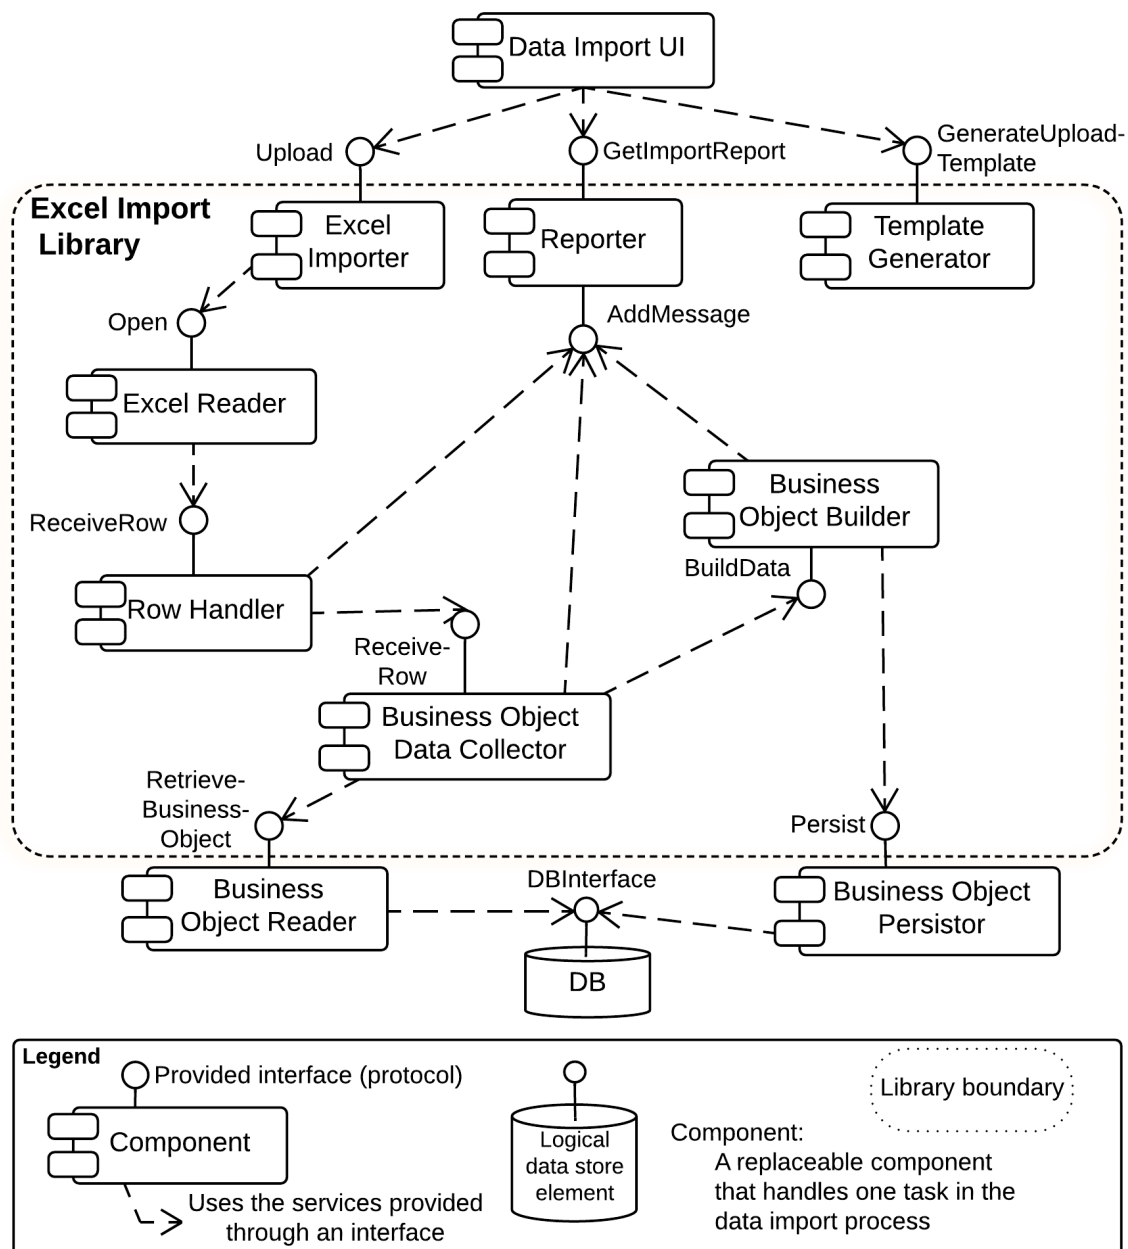 Data Import UI
Upload
GetImportReport
GenerateUpload-
Template
Excel Import
Library
Excel
Importer
Reporter
Template
Generator
Open
AddMessage
Excel Reader
Business
Object Builder
ReceiveRow
BuildData
Row Handler
Receive-
Row
Business Object
Data Collector
Retrieve-
Business-
Object
Persist
Business
Object Reader
DBInterface
Business Object
Persistor
DB
Legend
Provided interface (protocol)
Library boundary
Component
Logical
data store
element
Component:
A replaceable component
that handles one task in the
data import process
Uses the services provided
through an interface